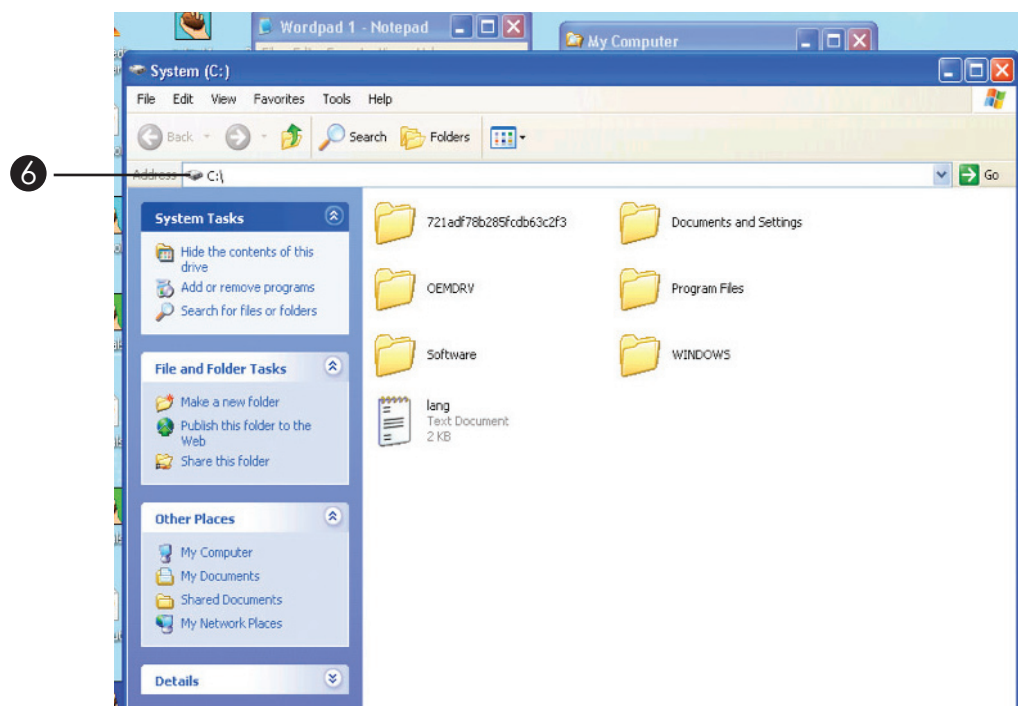 Wordpad 1 - Notepad
My Computer
System (C:)
File Edit View Favorites Tools Help
Back Search Folders
6
Address C:\ Go
System Tasks
Hide the contents of this
drive
Add or remove programs
Search for files or folders
File and Folder Tasks
Make a new folder
Publish this folder to the
Web
Share this folder
Other Places
My Computer
My Documents
Shared Documents
My Network Places
Details
721adf78b285fcdb63c2f3 Documents and Settings
OEMDRV Program Files
Software WINDOWS
lang
Text Document
2 KB